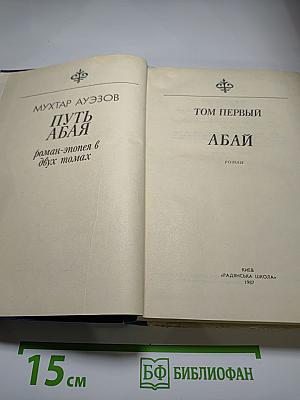 МУХТАР АУЭЗОВ
ПУТЬ
АБАЯ
роман-эпопея в
двух томах
ТОМ ПЕРВЫЙ
АБАЙ
РОМАН
КИЕВ
«РАДЯНСЬКА ШКОЛА»
1987
15 см
БФ БИБЛИОФАН